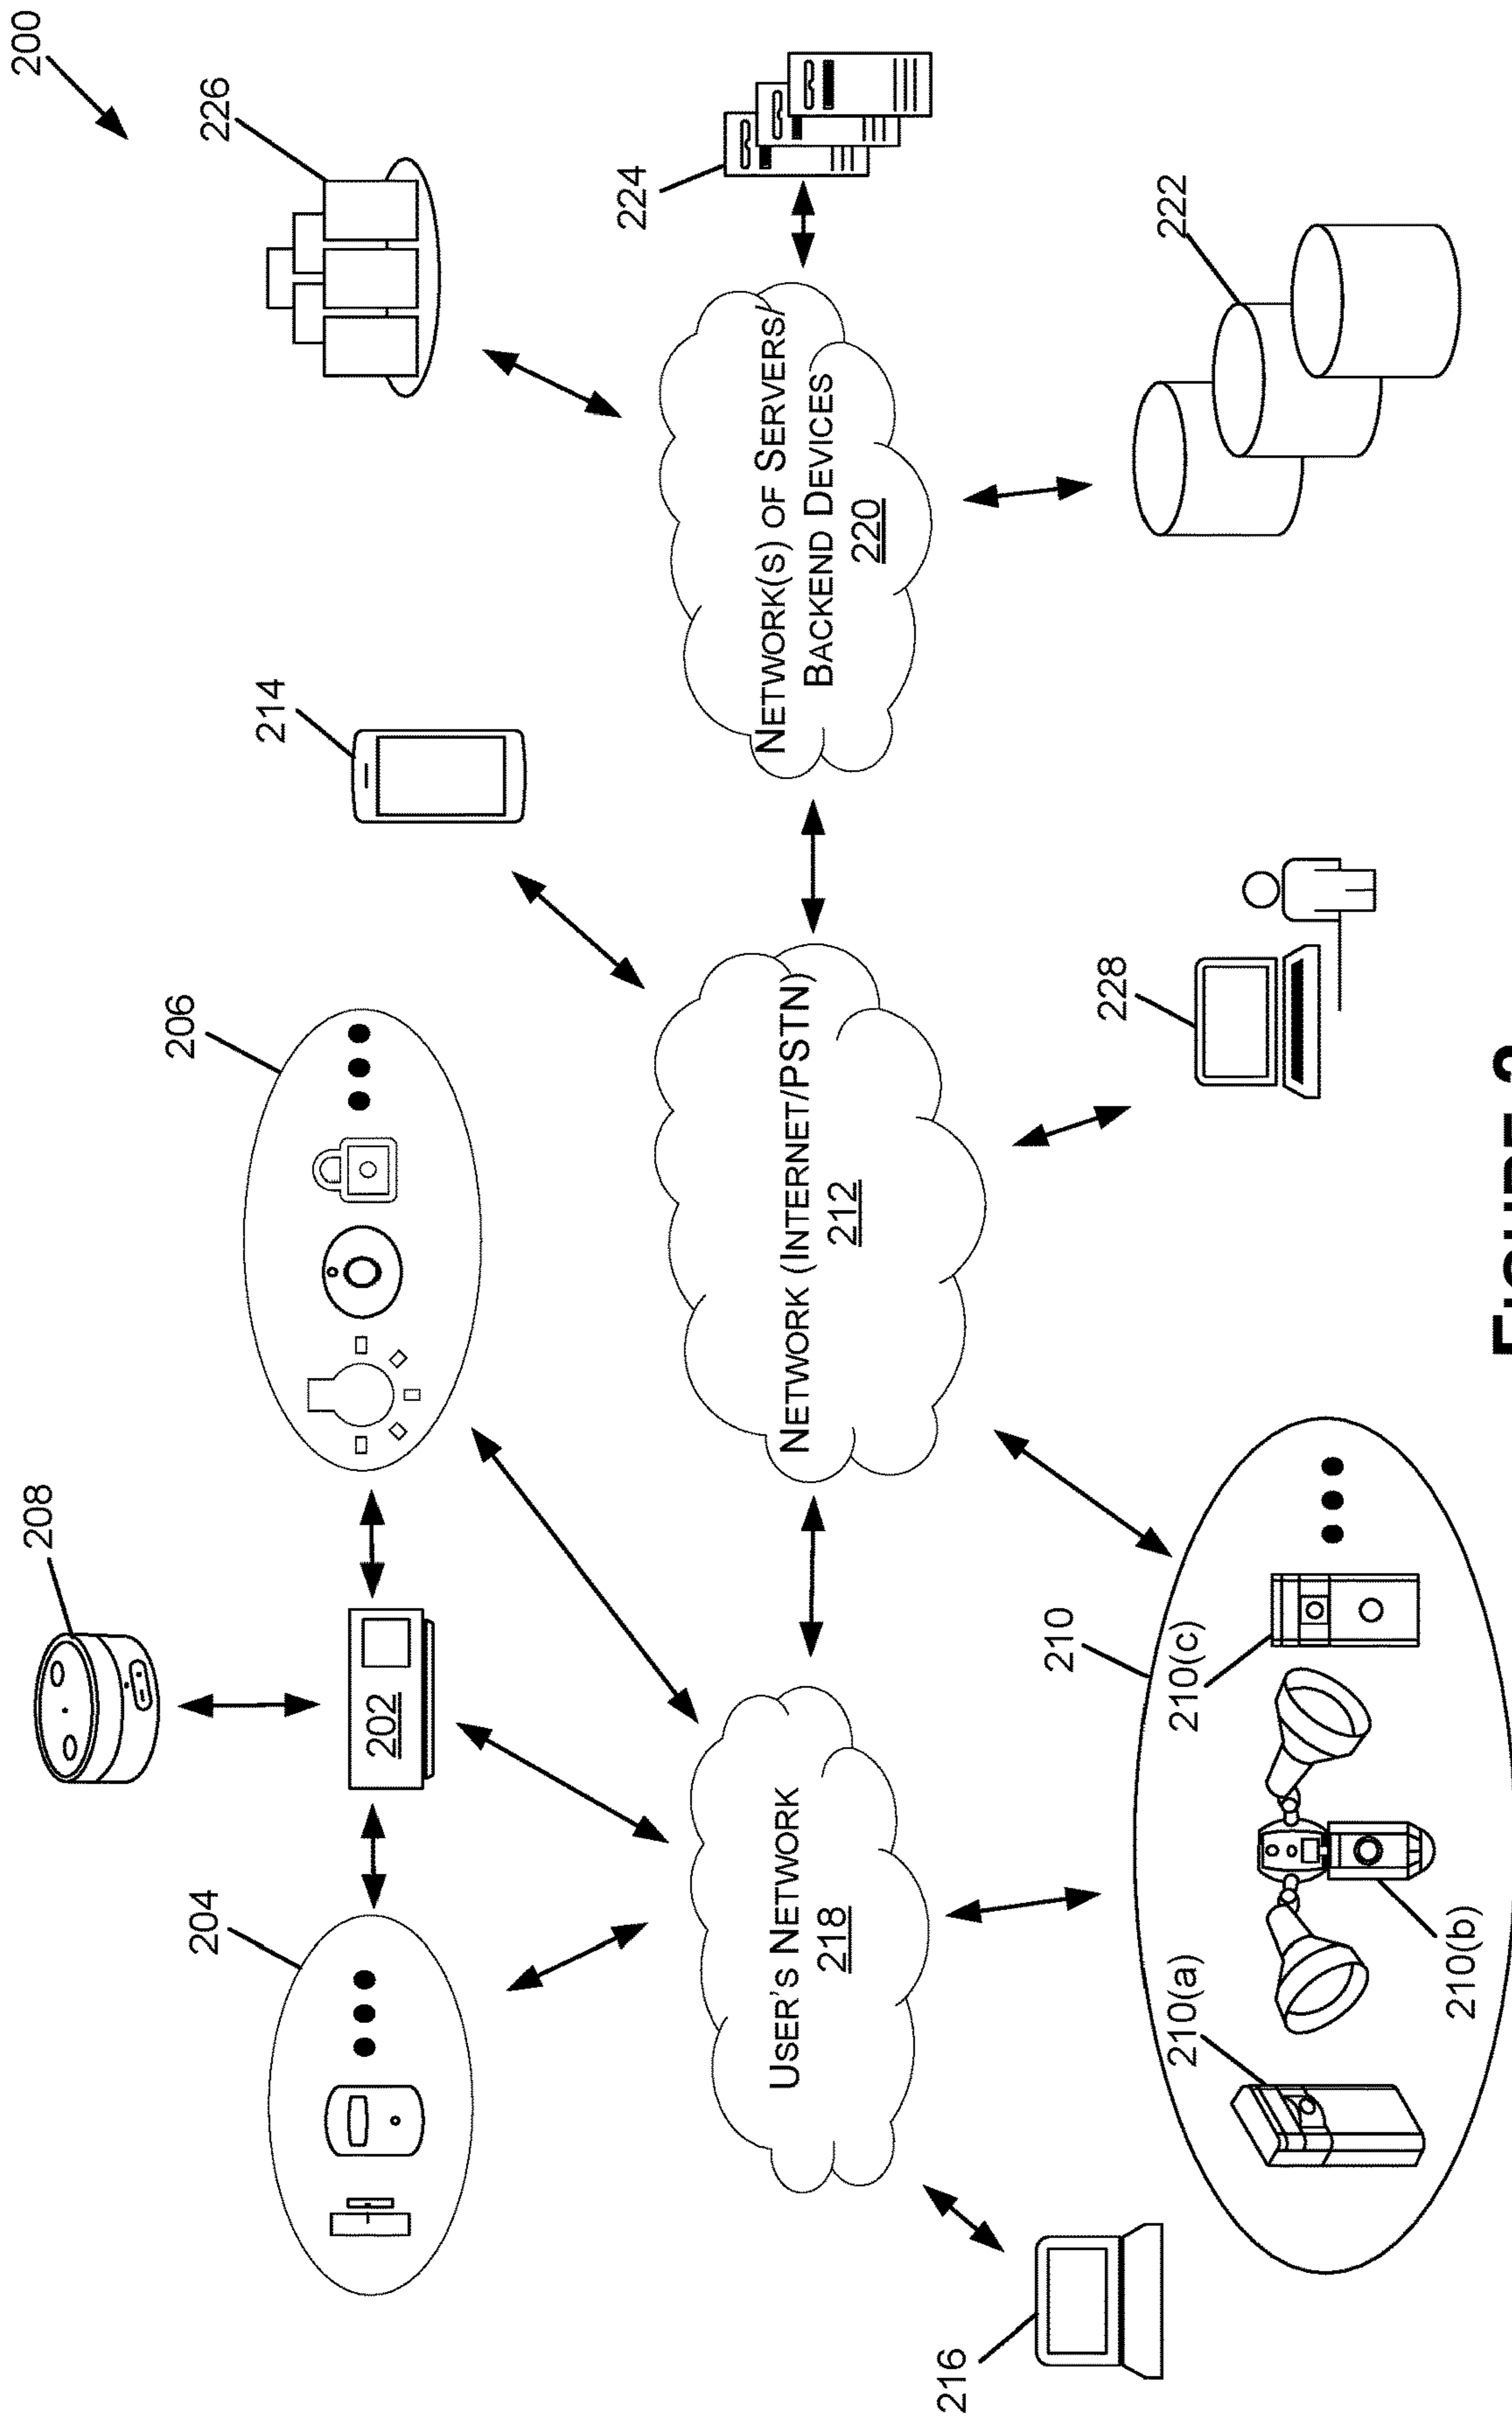 200
208
226
204
202
206
214
224
USER'S NETWORK
218
NETWORK (INTERNET/PSTN)
212
NETWORK(S) OF SERVERS/
BACKEND DEVICES
220
216
210
228
222
210(a)
210(c)
210(b)